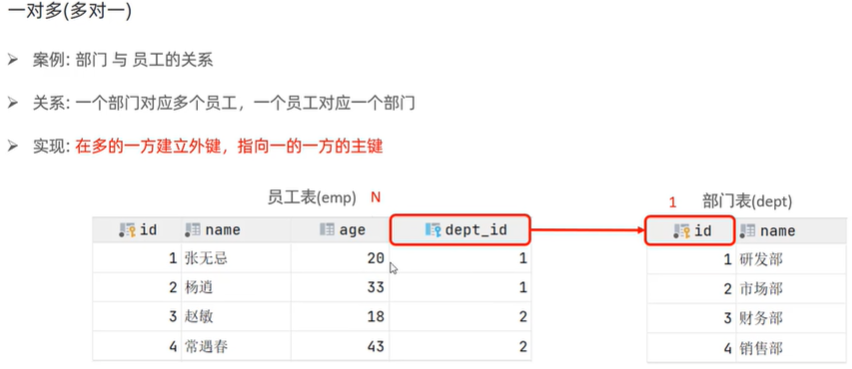 一对多(多对一)
➢ 案例: 部门 与 员工的关系
➢ 关系: 一个部门对应多个员工，一个员工对应一个部门
➢ 实现: 在多的一方建立外键，指向一的一方的主键
员工表(emp) N
id name age dept_id
1 张无忌 20 1
2 杨逍 33 1
3 赵敏 18 2
4 常遇春 43 2
1 部门表(dept)
id name
1 研发部
2 市场部
3 财务部
4 销售部